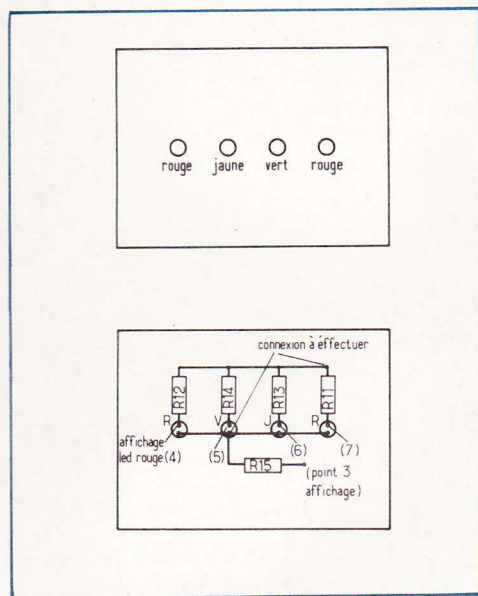 rouge jaune vert rouge
connexion à éffectuer
R12 R14 R13 R11
R V J R
affichage
led rouge (4) (5) (6) (7)
R15 (point 3
affichage)